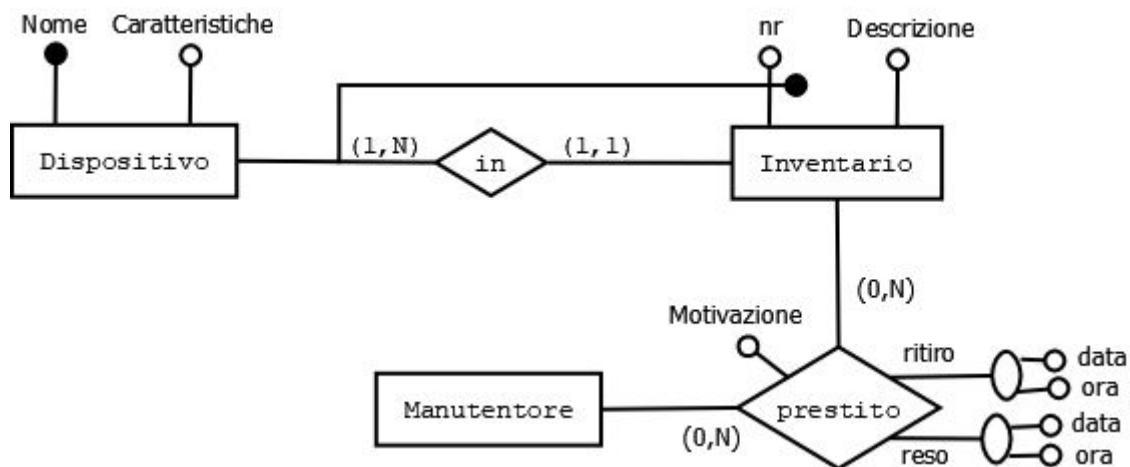 Nome Caratteristiche
nr Descrizione
Dispositivo (1,N) in (1,1) Inventario
(0,N)
Motivazione
ritiro data
ora
Manutentore (0,N) prestito
reso data
ora